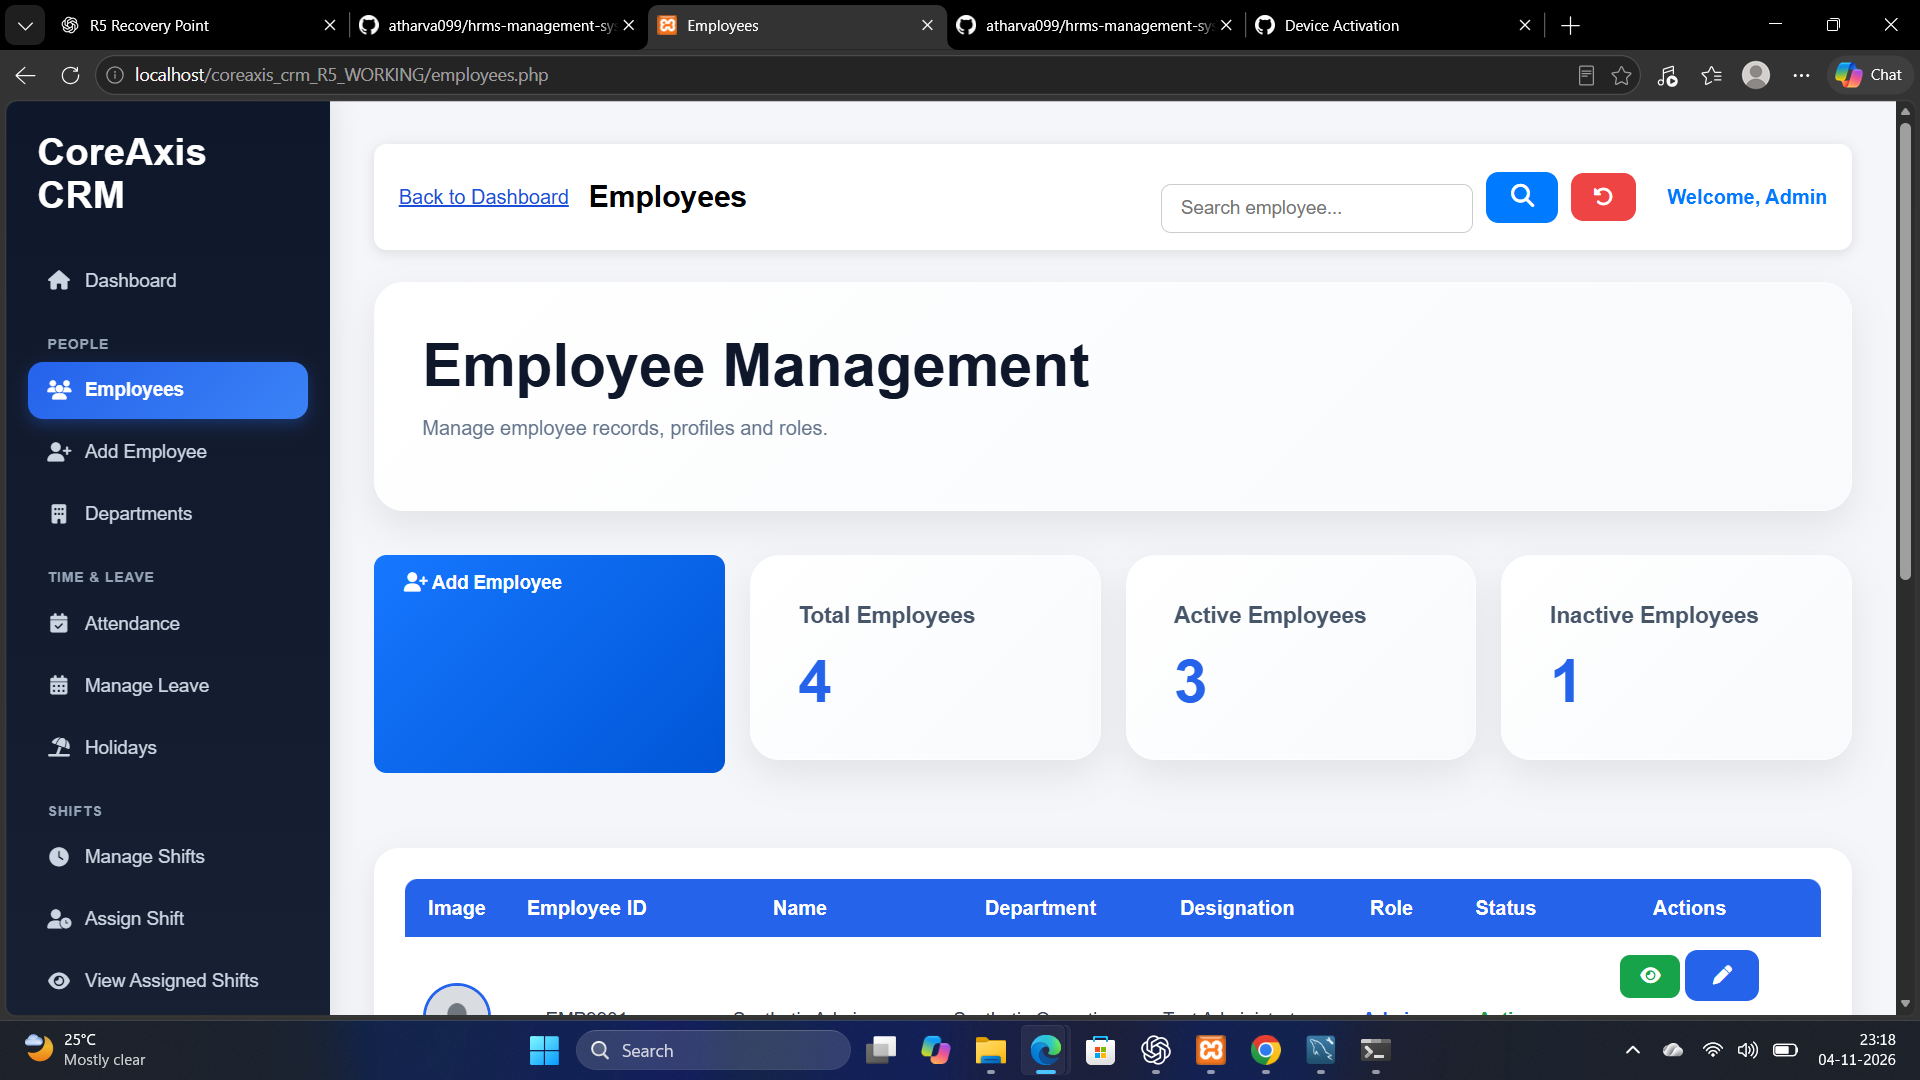 R5 Recovery Point
atharva099/hrms-management-sys
Employees
atharva099/hrms-management-sys
Device Activation
localhost/coreaxis_crm_R5_WORKING/employees.php
Chat
CoreAxis
CRM
Dashboard
PEOPLE
Employees
Add Employee
Departments
TIME & LEAVE
Attendance
Manage Leave
Holidays
SHIFTS
Manage Shifts
Assign Shift
View Assigned Shifts
Back to Dashboard
Employees
Search employee...
Welcome, Admin
Employee Management
Manage employee records, profiles and roles.
Add Employee
Total Employees
4
Active Employees
3
Inactive Employees
1
Image Employee ID Name Department Designation Role Status Actions
25°C
Mostly clear
Search
23:18
04-11-2026